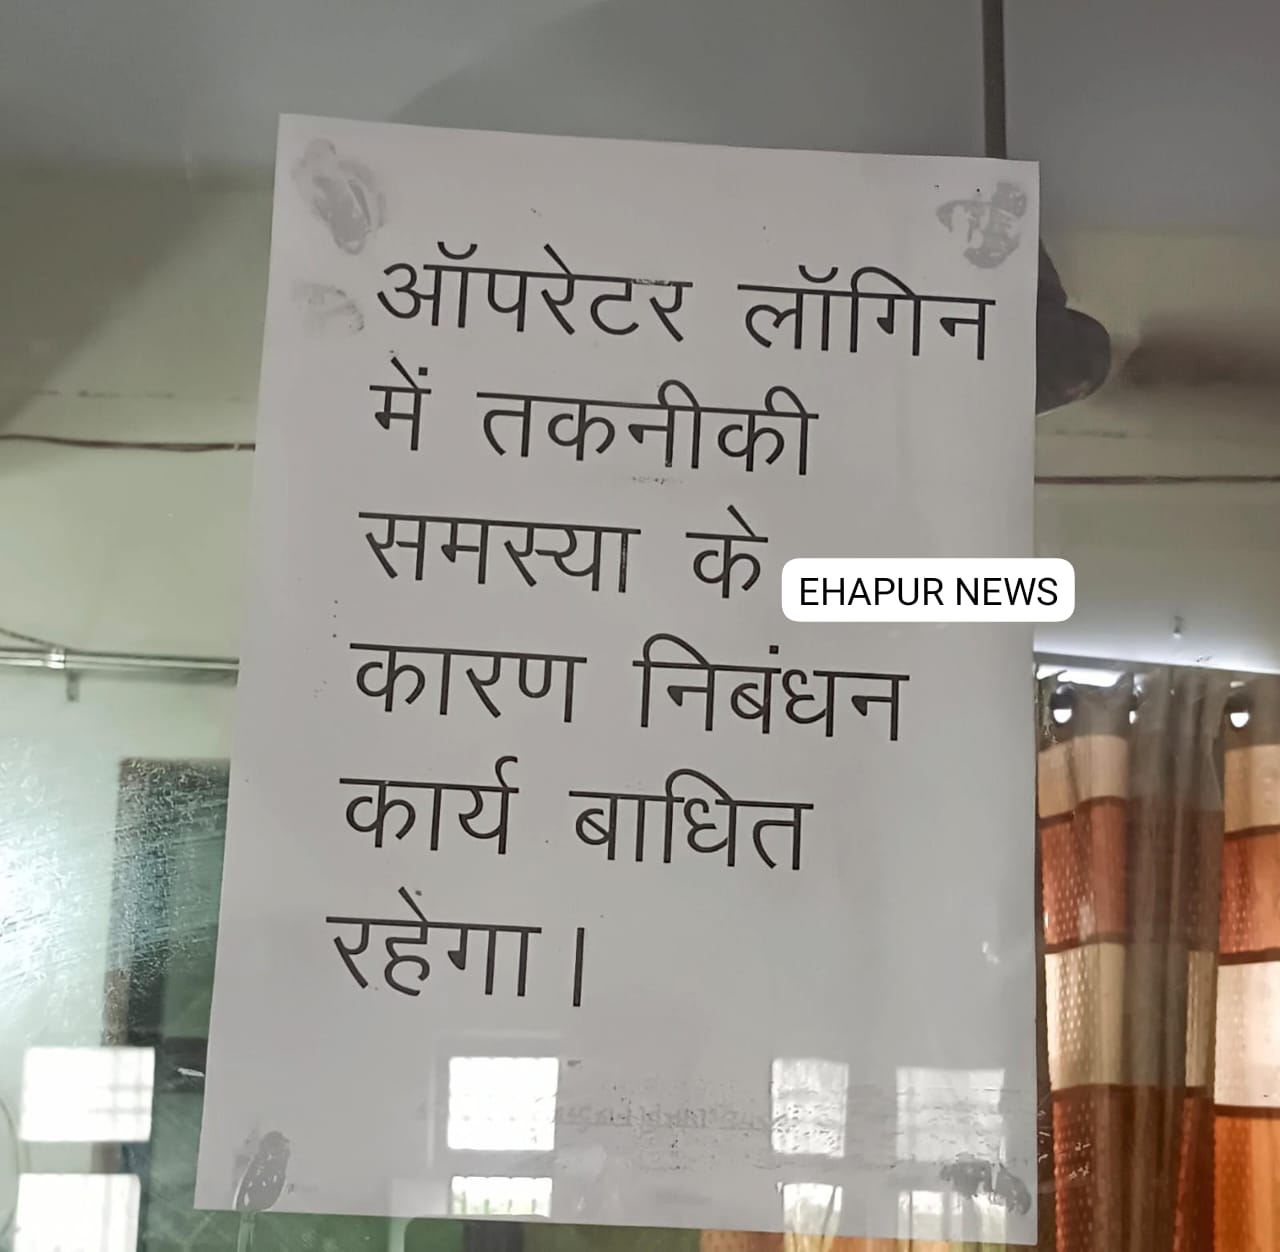 ऑपरेटर लॉगिन
में तकनीकी
समस्या के
EHAPUR NEWS
कारण निबंधन
कार्य बाधित
रहेगा।